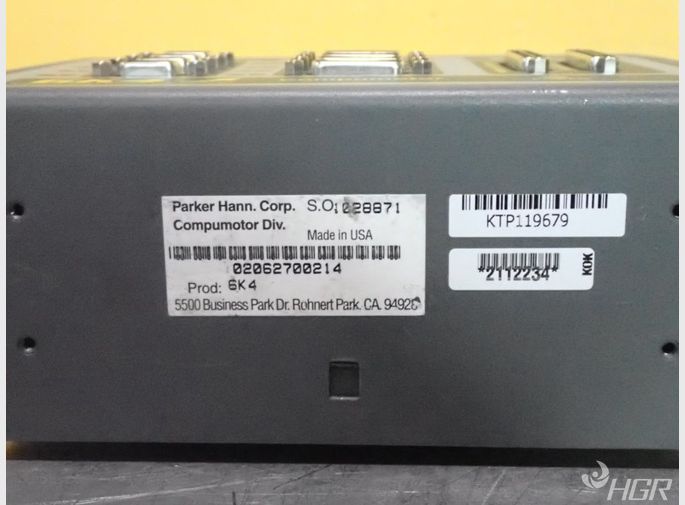 Parker Hann. Corp. S.O. 1028871
Compumotor Div.
Made in USA
02062700214
Prod: 6K4
5500 Business Park Dr. Rohnert Park. CA. 94928
KTP119679
*2112234*
KOK
HGR